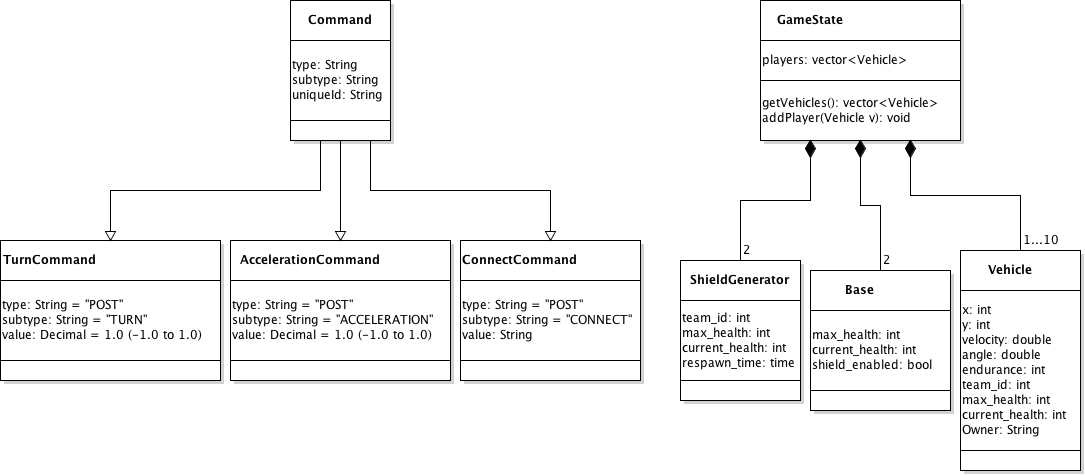 Command
type: String
subtype: String
uniqueId: String
GameState
players: vector<Vehicle>
getVehicles(): vector<Vehicle>
addPlayer(Vehicle v): void
TurnCommand
type: String = "POST"
subtype: String = "TURN"
value: Decimal = 1.0 (-1.0 to 1.0)
AccelerationCommand
type: String = "POST"
subtype: String = "ACCELERATION"
value: Decimal = 1.0 (-1.0 to 1.0)
ConnectCommand
type: String = "POST"
subtype: String = "CONNECT"
value: String
2
ShieldGenerator
team_id: int
max_health: int
current_health: int
respawn_time: time
2
Base
max_health: int
current_health: int
shield_enabled: bool
1...10
Vehicle
x: int
y: int
velocity: double
angle: double
endurance: int
team_id: int
max_health: int
current_health: int
Owner: String